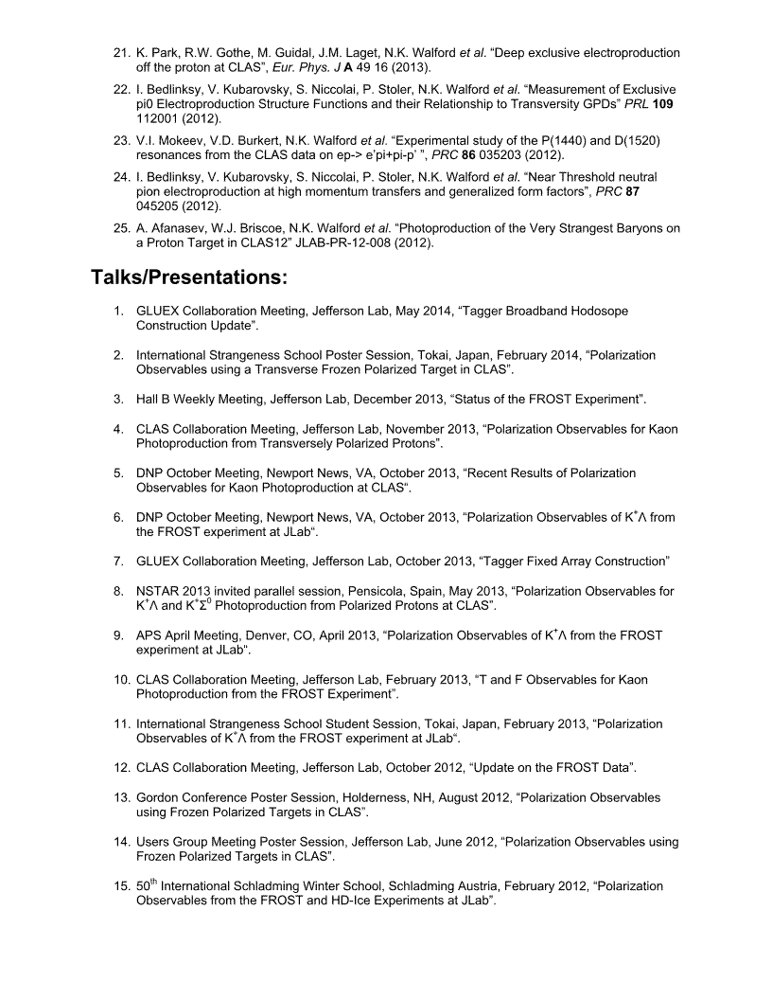 21. K. Park, R.W. Gothe, M. Guidal, J.M. Laget, N.K. Walford et al. “Deep exclusive electroproduction
off the proton at CLAS”, Eur. Phys. J A 49 16 (2013).
22. I. Bedlinksy, V. Kubarovsky, S. Niccolai, P. Stoler, N.K. Walford et al. “Measurement of Exclusive
pi0 Electroproduction Structure Functions and their Relationship to Transversity GPDs” PRL 109
112001 (2012).
23. V.I. Mokeev, V.D. Burkert, N.K. Walford et al. “Experimental study of the P(1440) and D(1520)
resonances from the CLAS data on ep-> e’pi+pi-p’ ”, PRC 86 035203 (2012).
24. I. Bedlinksy, V. Kubarovsky, S. Niccolai, P. Stoler, N.K. Walford et al. “Near Threshold neutral
pion electroproduction at high momentum transfers and generalized form factors”, PRC 87
045205 (2012).
25. A. Afanasev, W.J. Briscoe, N.K. Walford et al. “Photoproduction of the Very Strangest Baryons on
a Proton Target in CLAS12” JLAB-PR-12-008 (2012).
Talks/Presentations:
1. GLUEX Collaboration Meeting, Jefferson Lab, May 2014, “Tagger Broadband Hodosope
Construction Update”.
2. International Strangeness School Poster Session, Tokai, Japan, February 2014, “Polarization
Observables using a Transverse Frozen Polarized Target in CLAS”.
3. Hall B Weekly Meeting, Jefferson Lab, December 2013, “Status of the FROST Experiment”.
4. CLAS Collaboration Meeting, Jefferson Lab, November 2013, “Polarization Observables for Kaon
Photoproduction from Transversely Polarized Protons”.
5. DNP October Meeting, Newport News, VA, October 2013, “Recent Results of Polarization
Observables for Kaon Photoproduction at CLAS“.
6. DNP October Meeting, Newport News, VA, October 2013, “Polarization Observables of K⁺Λ from
the FROST experiment at JLab“.
7. GLUEX Collaboration Meeting, Jefferson Lab, October 2013, “Tagger Fixed Array Construction”
8. NSTAR 2013 invited parallel session, Pensicola, Spain, May 2013, “Polarization Observables for
K⁺Λ and K⁺Σ⁰ Photoproduction from Polarized Protons at CLAS”.
9. APS April Meeting, Denver, CO, April 2013, “Polarization Observables of K⁺Λ from the FROST
experiment at JLab“.
10. CLAS Collaboration Meeting, Jefferson Lab, February 2013, “T and F Observables for Kaon
Photoproduction from the FROST Experiment”.
11. International Strangeness School Student Session, Tokai, Japan, February 2013, “Polarization
Observables of K⁺Λ from the FROST experiment at JLab“.
12. CLAS Collaboration Meeting, Jefferson Lab, October 2012, “Update on the FROST Data”.
13. Gordon Conference Poster Session, Holderness, NH, August 2012, “Polarization Observables
using Frozen Polarized Targets in CLAS”.
14. Users Group Meeting Poster Session, Jefferson Lab, June 2012, “Polarization Observables using
Frozen Polarized Targets in CLAS”.
15. 50th International Schladming Winter School, Schladming Austria, February 2012, “Polarization
Observables from the FROST and HD-Ice Experiments at JLab”.